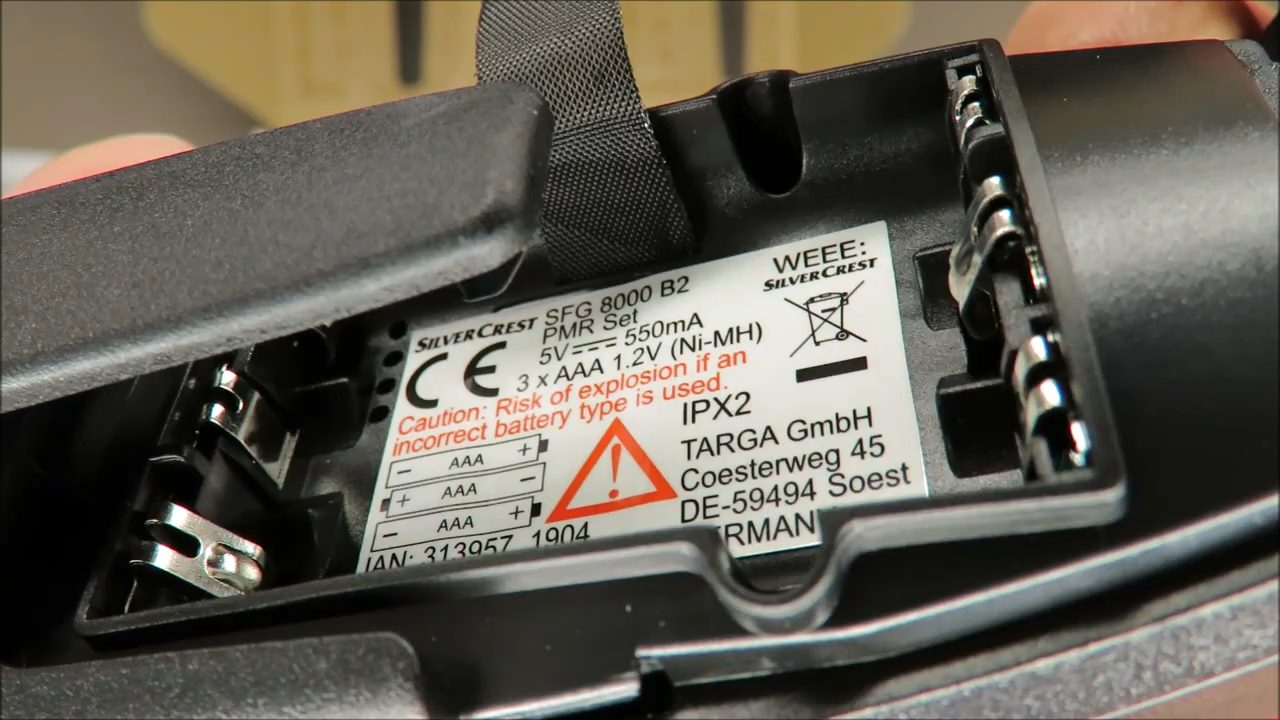 SILVERCREST SFG 8000 B2
PMR Set
5V 550mA
3 x AAA 1.2V (Ni-MH)
CE
Caution: Risk of explosion if an
incorrect battery type is used.
WEEE:
SILVERCREST
IPX2
TARGA GmbH
Coesterweg 45
DE-59494 Soest
− AAA +
+ AAA −
− AAA +
!
IAN: 313957_1904